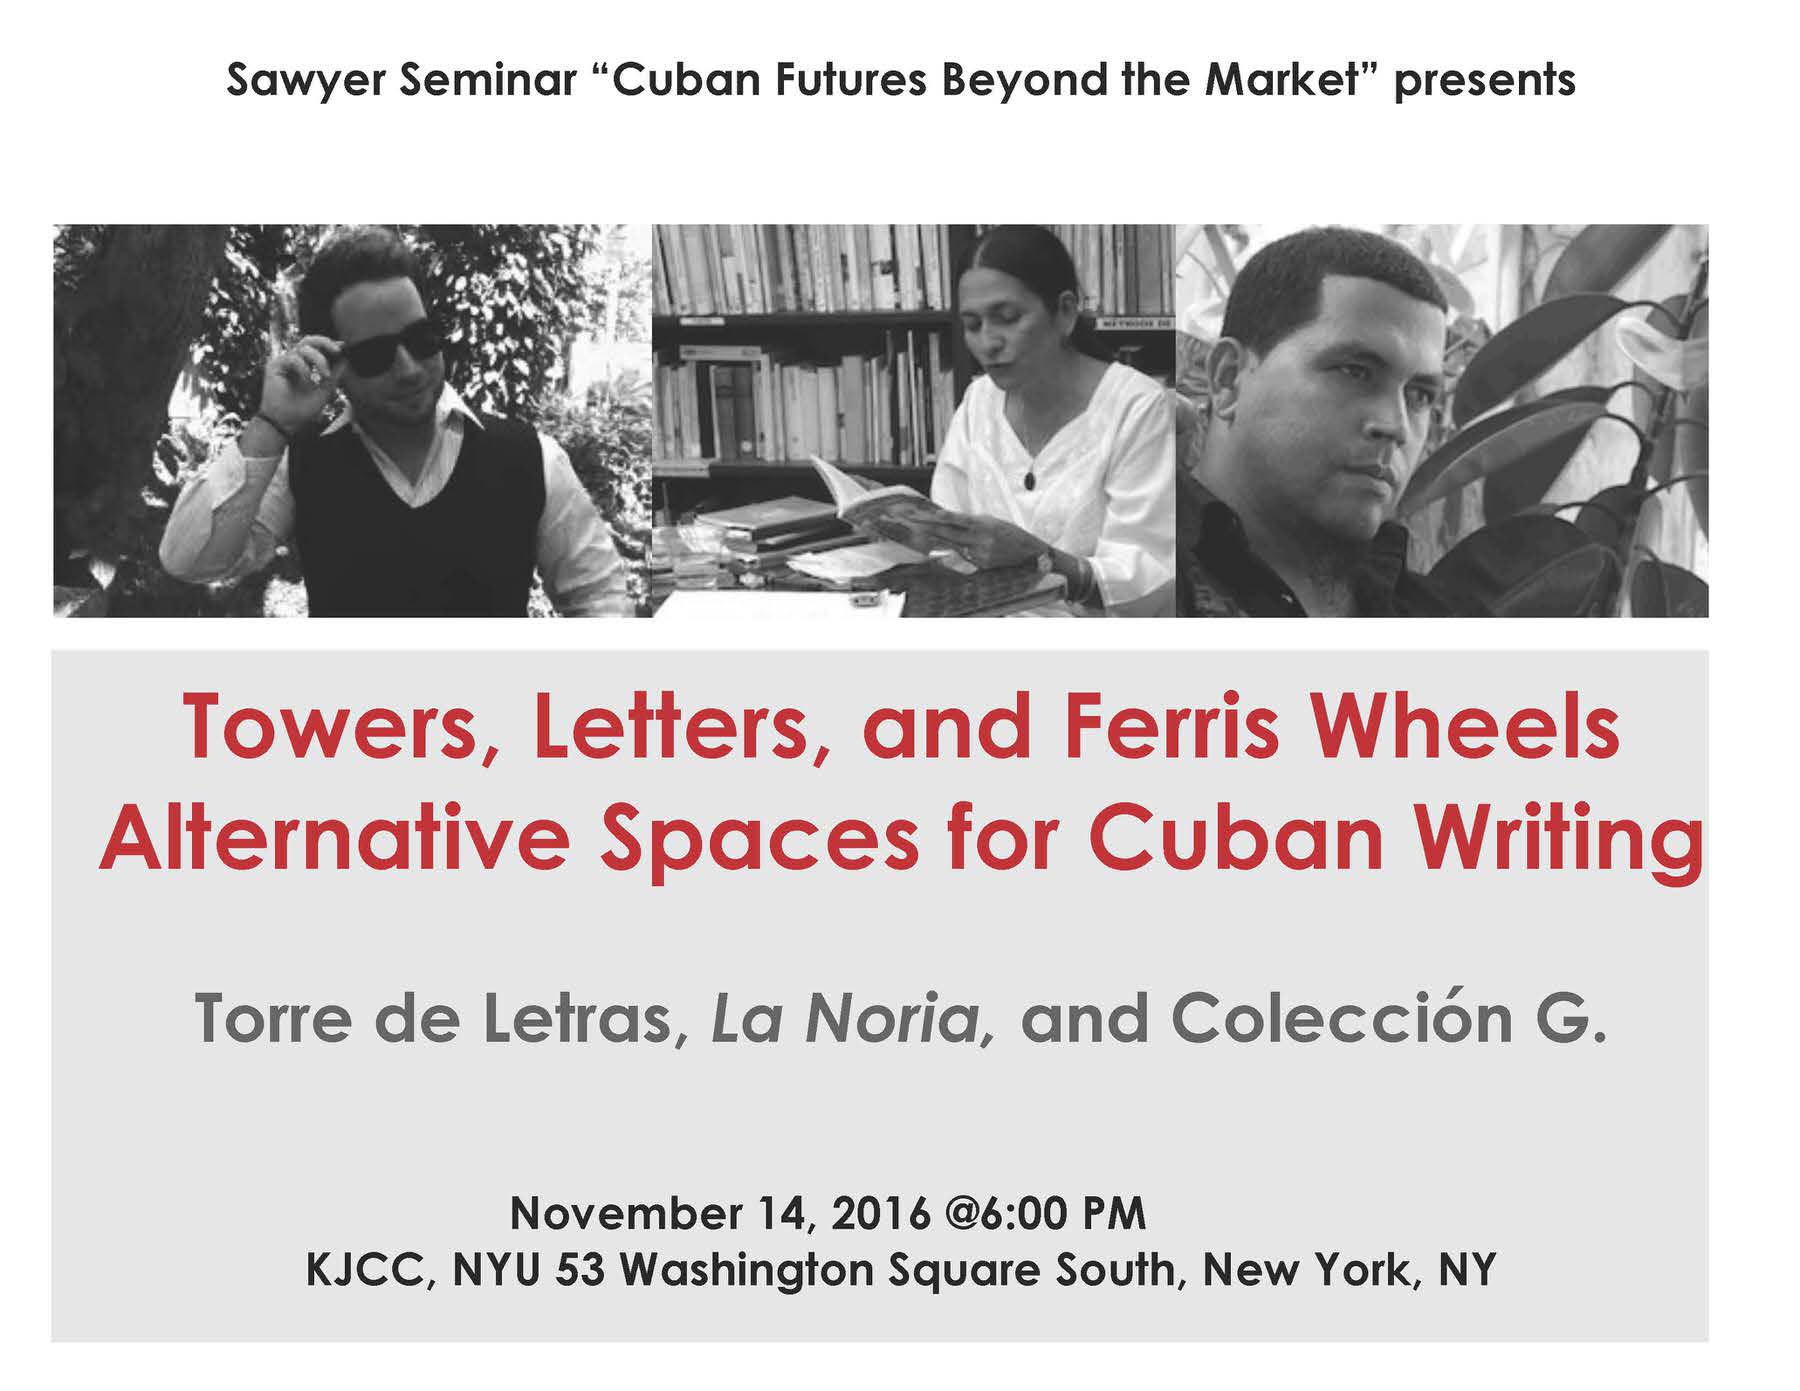 Sawyer Seminar “Cuban Futures Beyond the Market” presents
METHODE DE
Towers, Letters, and Ferris Wheels
Alternative Spaces for Cuban Writing
Torre de Letras, La Noria, and Colección G.
November 14, 2016 @6:00 PM
KJCC, NYU 53 Washington Square South, New York, NY